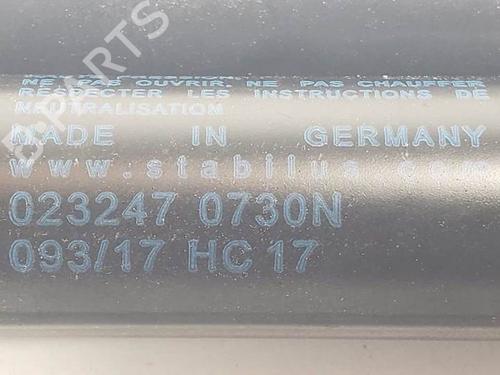 NE PAS OUVRIR. NE PAS CHAUFFER
RESPECTER LES INSTRUCTIONS DE
NEUTRALISATION
MADE IN GERMANY
www.stabilus.com
023247 0730N
093/17 HC 17